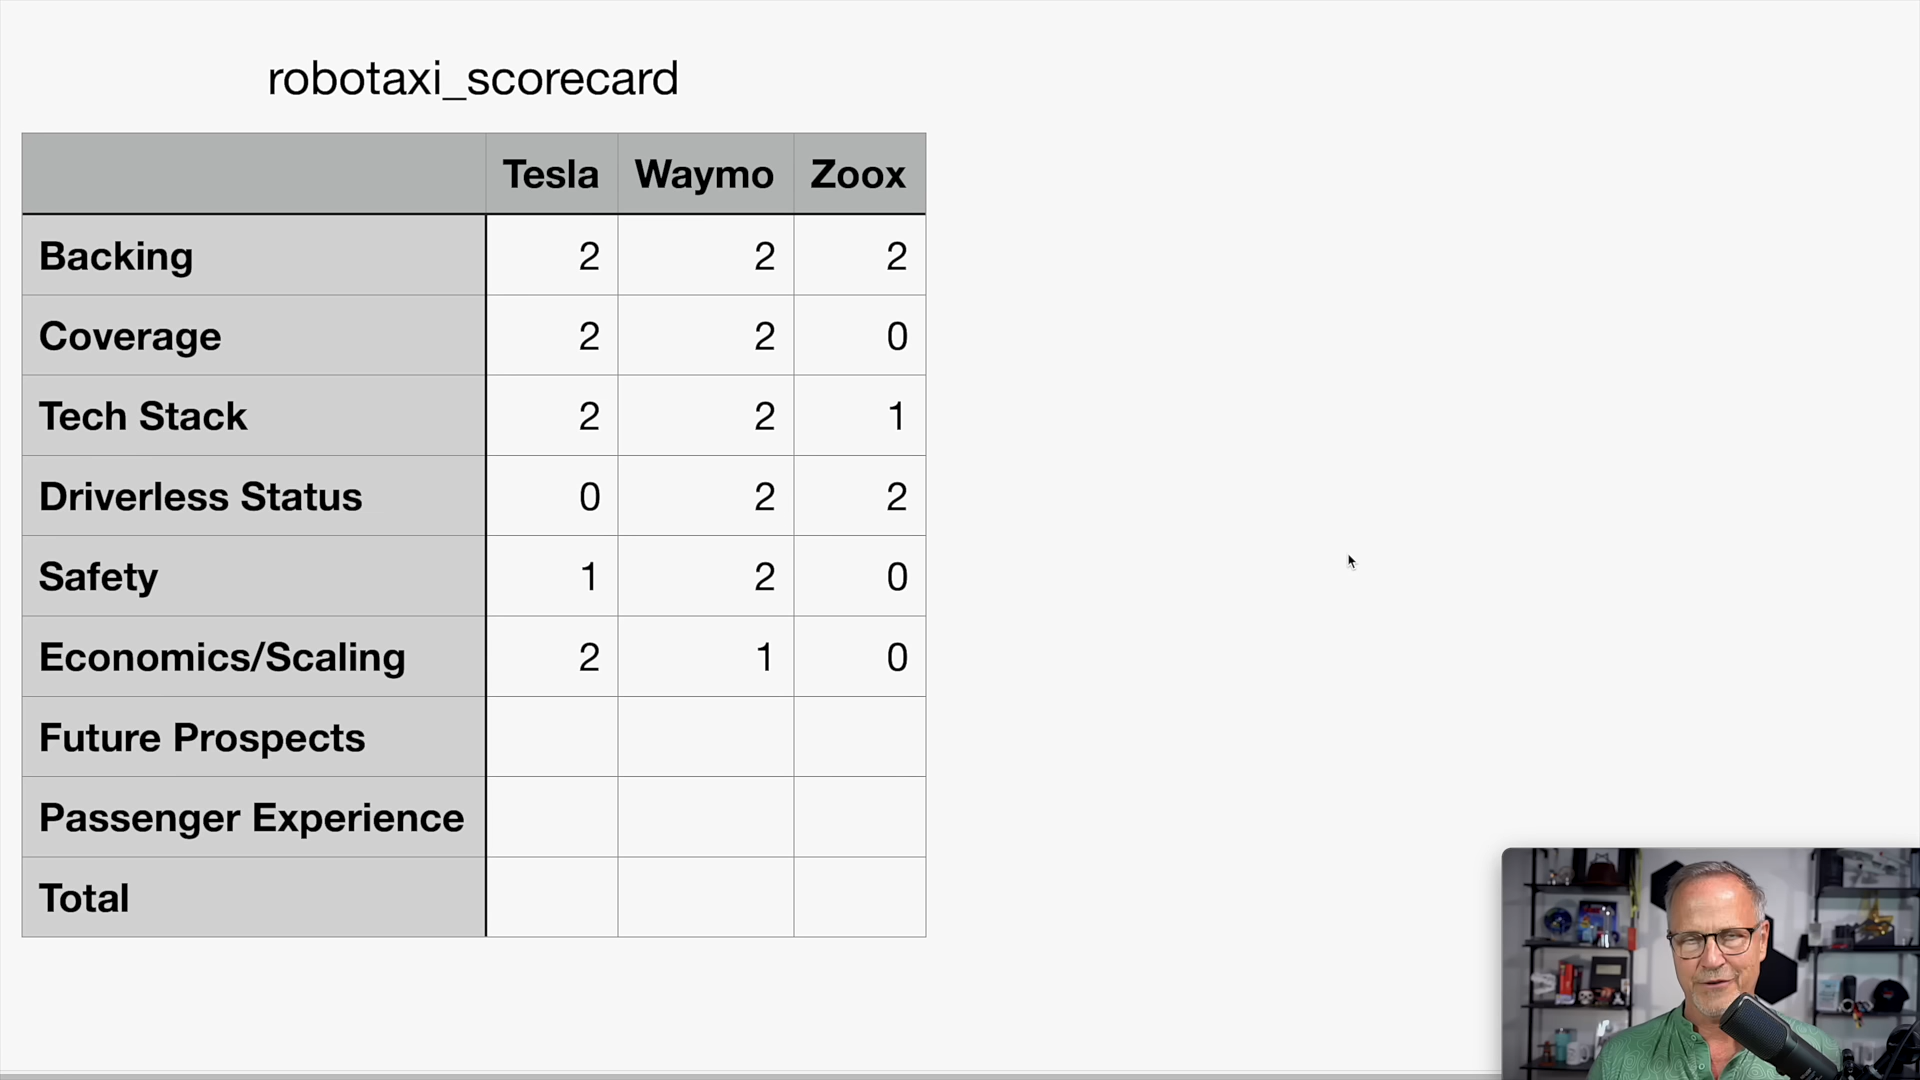 robotaxi_scorecard
Tesla Waymo Zoox
Backing 2 2 2
Coverage 2 2 0
Tech Stack 2 2 1
Driverless Status 0 2 2
Safety 1 2 0
Economics/Scaling 2 1 0
Future Prospects
Passenger Experience
Total